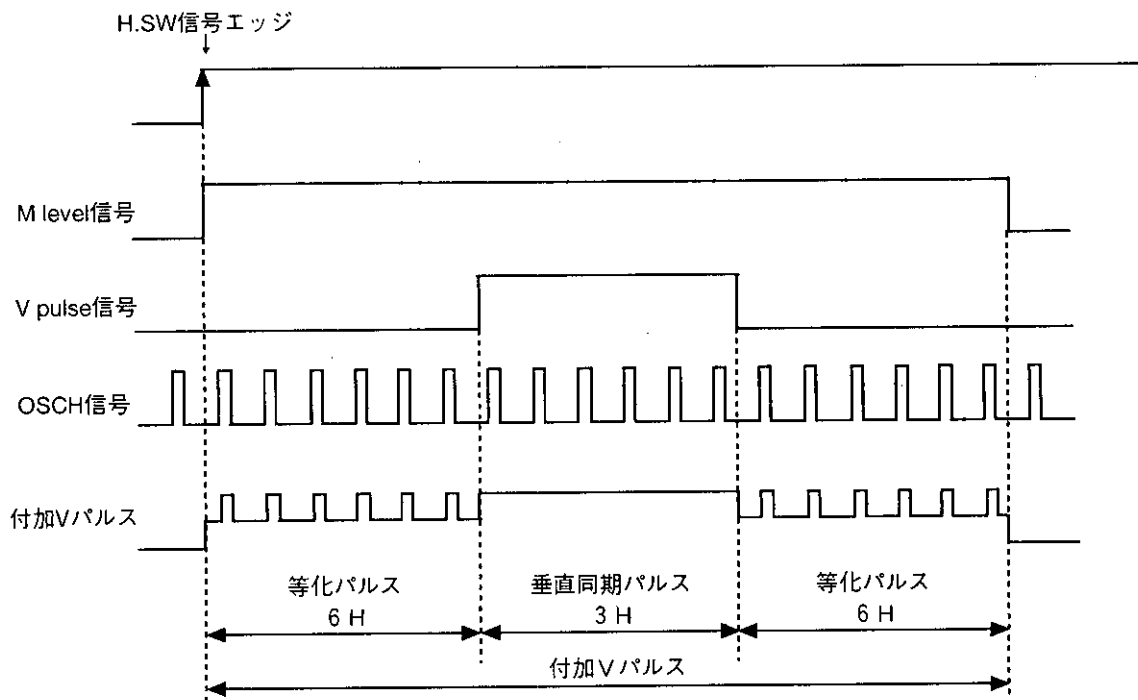 H.SW信号エッジ
↓
M level信号
V pulse信号
OSCH信号
付加Vパルス
等化パルス 垂直同期パルス 等化パルス
6 H 3 H 6 H
付加Vパルス